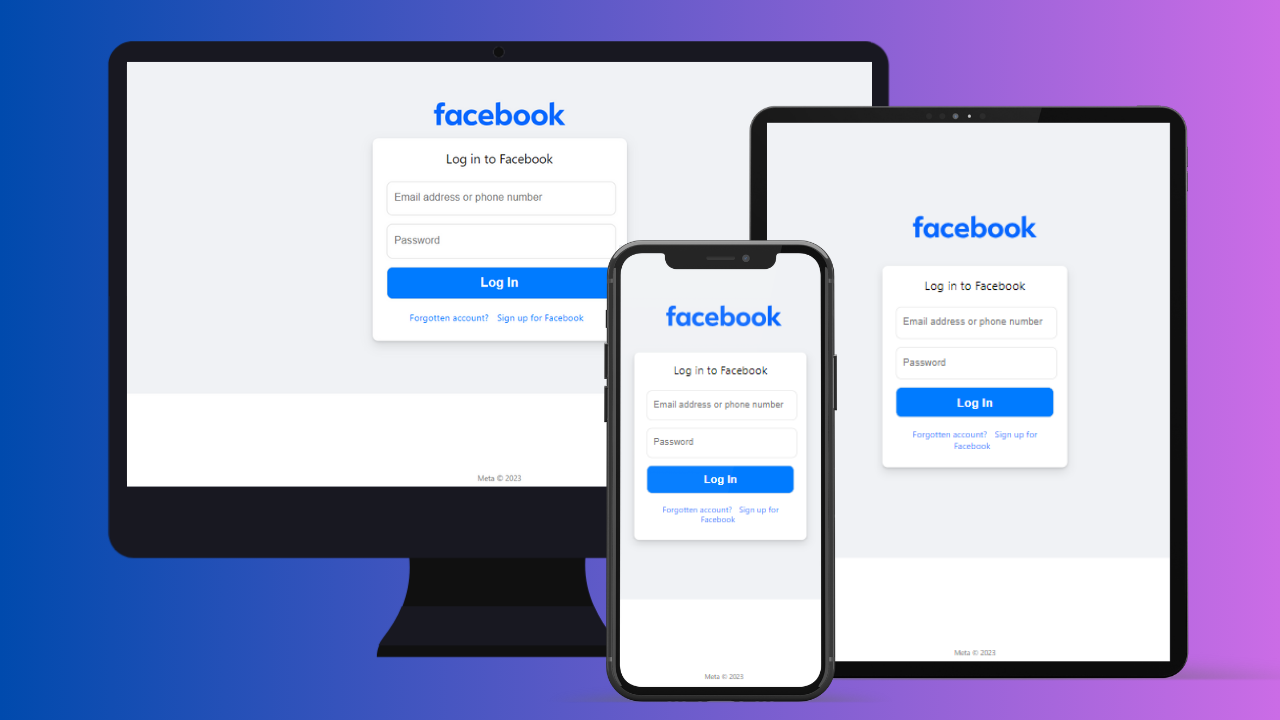 facebook
Log in to Facebook
Email address or phone number
Password
Log In
Forgotten account? Sign up for Facebook
Meta © 2023
facebook
Log in to Facebook
Email address or phone number
Password
Log In
Forgotten account? Sign up for
Facebook
Meta © 2023
facebook
Log in to Facebook
Email address or phone number
Password
Log In
Forgotten account? Sign up for
Facebook
Meta © 2023